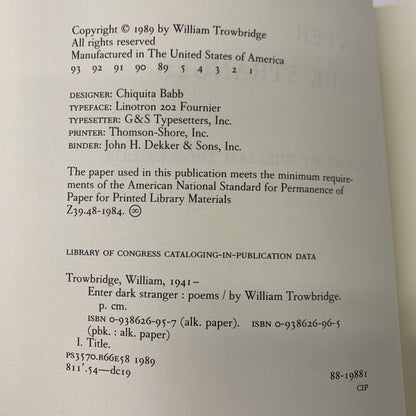 Copyright © 1989 by William Trowbridge
All rights reserved
Manufactured in The United States of America
93 92 91 90 89 5 4 3 2 1
DESIGNER: Chiquita Babb
TYPEFACE: Linotron 202 Fournier
TYPESETTER: G&S Typesetters, Inc.
PRINTER: Thomson-Shore, Inc.
BINDER: John H. Dekker & Sons, Inc.
The paper used in this publication meets the minimum require-
ments of the American National Standard for Permanence of
Paper for Printed Library Materials
Z39.48-1984. ♾
LIBRARY OF CONGRESS CATALOGING-IN-PUBLICATION DATA
Trowbridge, William, 1941–
Enter dark stranger : poems / by William Trowbridge.
p. cm.
ISBN 0-938626-95-7 (alk. paper). ISBN 0-938626-96-5
(pbk. : alk. paper)
I. Title.
PS3570.R66E58 1989
811'.54—dc19 88-19881
CIP